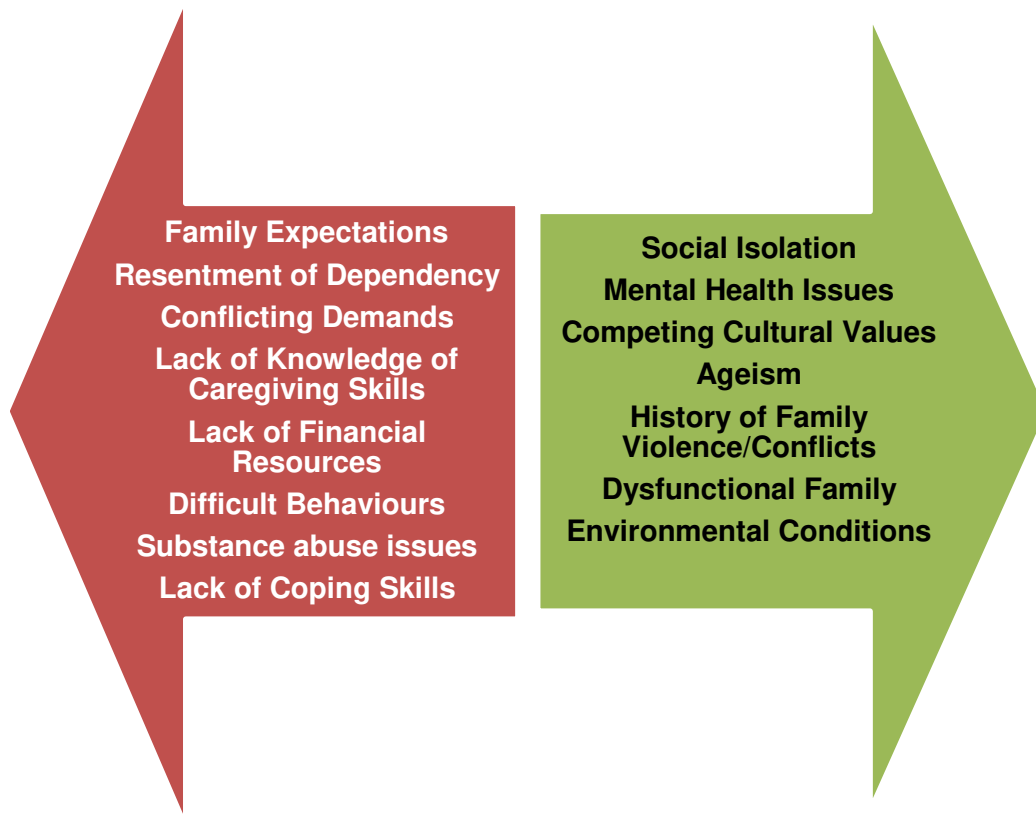 Family Expectations
Resentment of Dependency
Conflicting Demands
Lack of Knowledge of
Caregiving Skills
Lack of Financial
Resources
Difficult Behaviours
Substance abuse issues
Lack of Coping Skills
Social Isolation
Mental Health Issues
Competing Cultural Values
Ageism
History of Family
Violence/Conflicts
Dysfunctional Family
Environmental Conditions